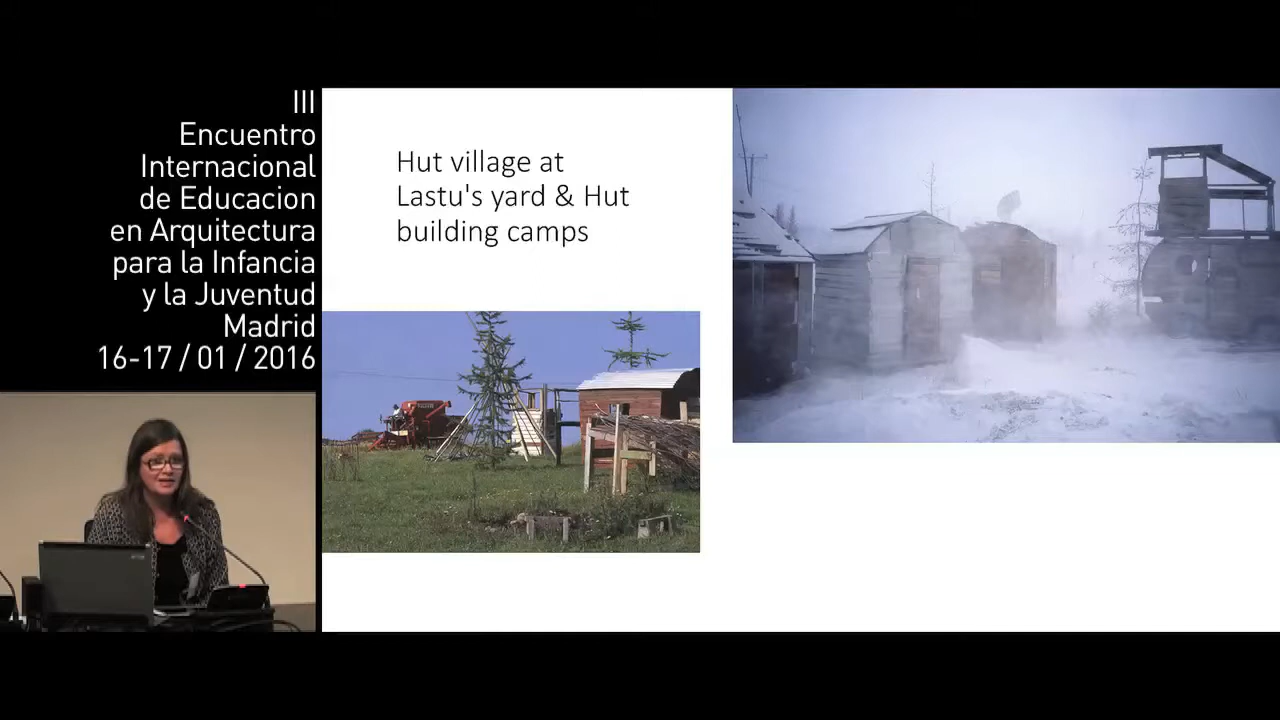 III
Encuentro
Internacional
de Educacion
en Arquitectura
para la Infancia
y la Juventud
Madrid
16-17 / 01 / 2016
Hut village at
Lastu's yard & Hut
building camps